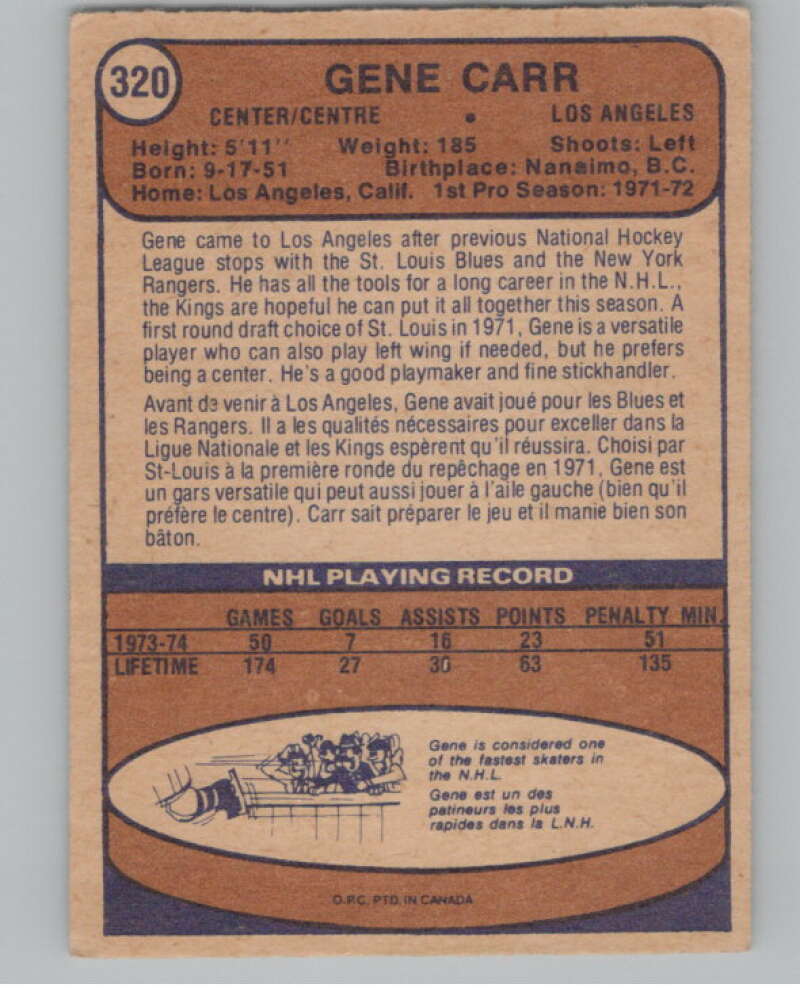 320
GENE CARR
CENTER/CENTRE • LOS ANGELES
Height: 5'11" Weight: 185 Shoots: Left
Born: 9-17-51 Birthplace: Nanaimo, B.C.
Home: Los Angeles, Calif. 1st Pro Season: 1971-72
Gene came to Los Angeles after previous National Hockey
League stops with the St. Louis Blues and the New York
Rangers. He has all the tools for a long career in the N.H.L.,
the Kings are hopeful he can put it all together this season. A
first round draft choice of St. Louis in 1971, Gene is a versatile
player who can also play left wing if needed, but he prefers
being a center. He's a good playmaker and fine stickhandler.
Avant de venir à Los Angeles, Gene avait joué pour les Blues et
les Rangers. Il a les qualités nécessaires pour exceller dans la
Ligue Nationale et les Kings espèrent qu'il réussira. Choisi par
St-Louis à la première ronde du repêchage en 1971, Gene est
un gars versatile qui peut aussi jouer à l'aile gauche (bien qu'il
préfère le centre). Carr sait préparer le jeu et il manie bien son
bâton.
NHL PLAYING RECORD
GAMES GOALS ASSISTS POINTS PENALTY MIN.
1973-74 50 7 16 23 51
LIFETIME 174 27 36 63 135
Gene is considered one
of the fastest skaters in
the N.H.L.
Gene est un des
patineurs les plus
rapides dans la L.N.H.
O.P.C. PTD. IN CANADA